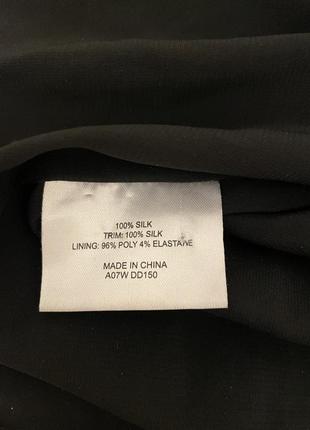 100% SILK
TRIM: 100% SILK
LINING: 96% POLY 4% ELASTANE
MADE IN CHINA
A07W DD150